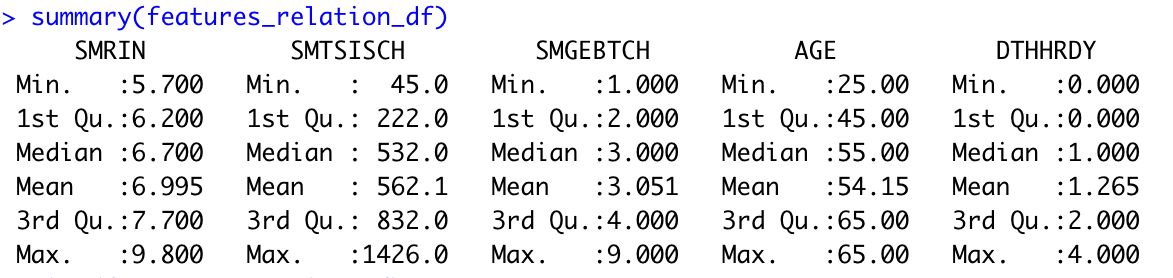 > summary(features_relation_df)
     SMRIN          SMTSISCH         SMGEBTCH          AGE           DTHHRDY     
 Min.   :5.700   Min.   :  45.0   Min.   :1.000   Min.   :25.00   Min.   :0.000  
 1st Qu.:6.200   1st Qu.: 222.0   1st Qu.:2.000   1st Qu.:45.00   1st Qu.:0.000  
 Median :6.700   Median : 532.0   Median :3.000   Median :55.00   Median :1.000  
 Mean   :6.995   Mean   : 562.1   Mean   :3.051   Mean   :54.15   Mean   :1.265  
 3rd Qu.:7.700   3rd Qu.: 832.0   3rd Qu.:4.000   3rd Qu.:65.00   3rd Qu.:2.000  
 Max.   :9.800   Max.   :1426.0   Max.   :9.000   Max.   :65.00   Max.   :4.000